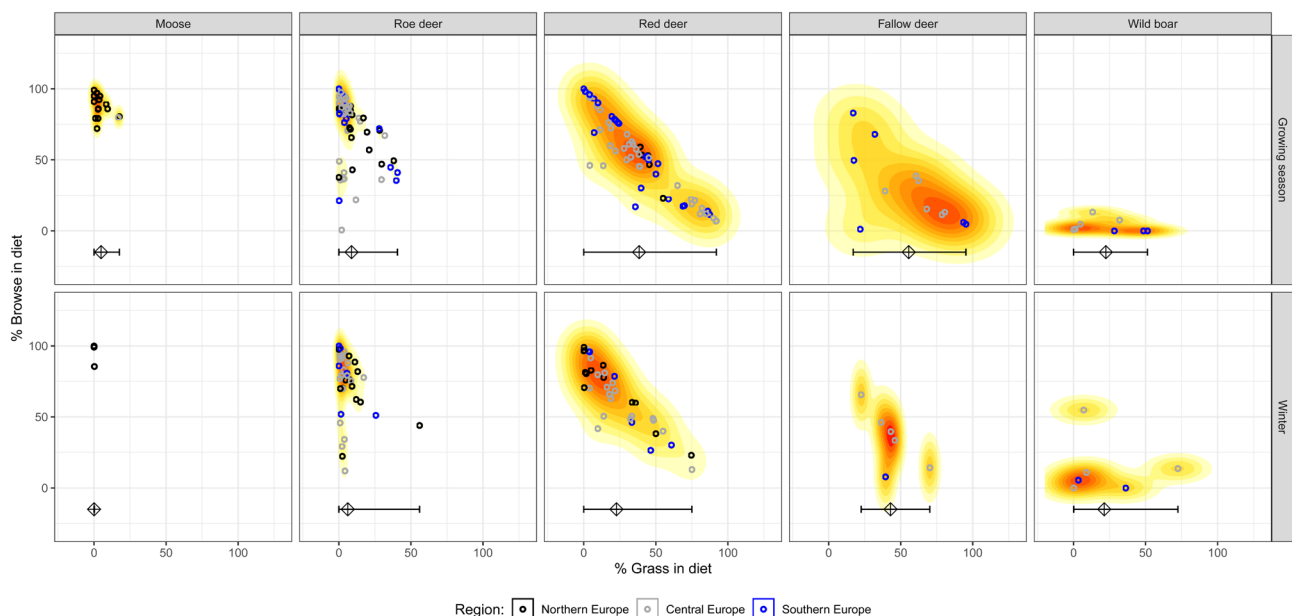 Moose Roe deer Red deer Fallow deer Wild boar
% Browse in diet
100
50
0
Growing season
100
50
0
Winter
0 50 100 0 50 100 0 50 100 0 50 100 0 50 100
% Grass in diet
Region: Northern Europe Central Europe Southern Europe